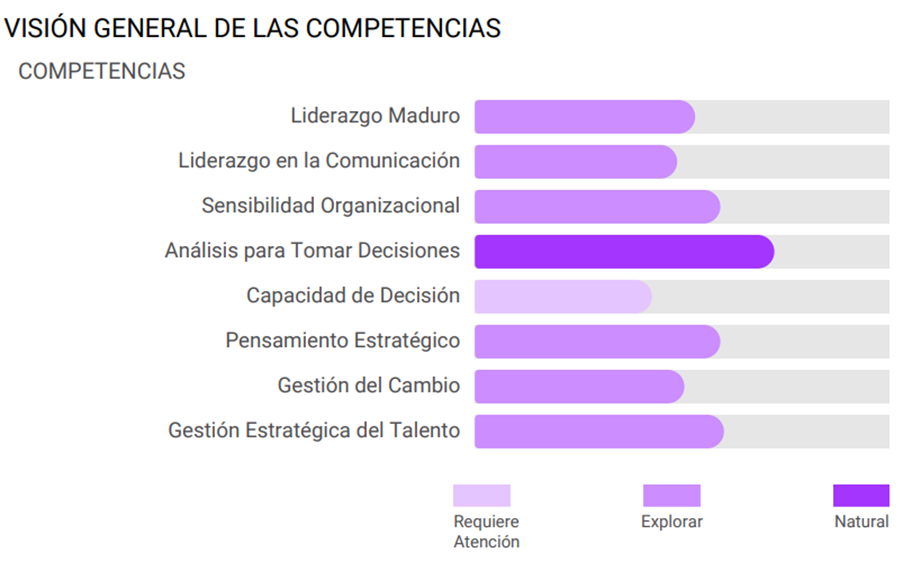 VISIÓN GENERAL DE LAS COMPETENCIAS
COMPETENCIAS
Liderazgo Maduro
Liderazgo en la Comunicación
Sensibilidad Organizacional
Análisis para Tomar Decisiones
Capacidad de Decisión
Pensamiento Estratégico
Gestión del Cambio
Gestión Estratégica del Talento
Requiere
Atención
Explorar
Natural